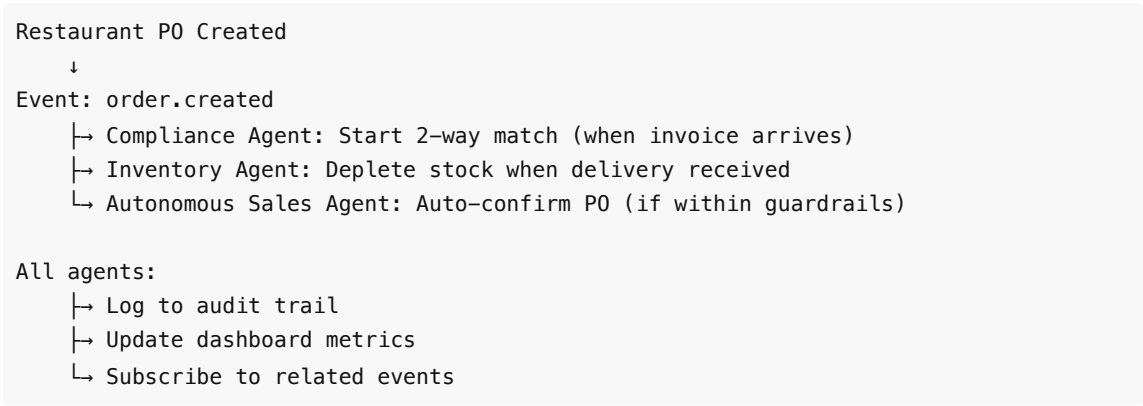 Restaurant PO Created
↓
Event: order.created
├→ Compliance Agent: Start 2-way match (when invoice arrives)
├→ Inventory Agent: Deplete stock when delivery received
└→ Autonomous Sales Agent: Auto-confirm PO (if within guardrails)
All agents:
├→ Log to audit trail
├→ Update dashboard metrics
└→ Subscribe to related events